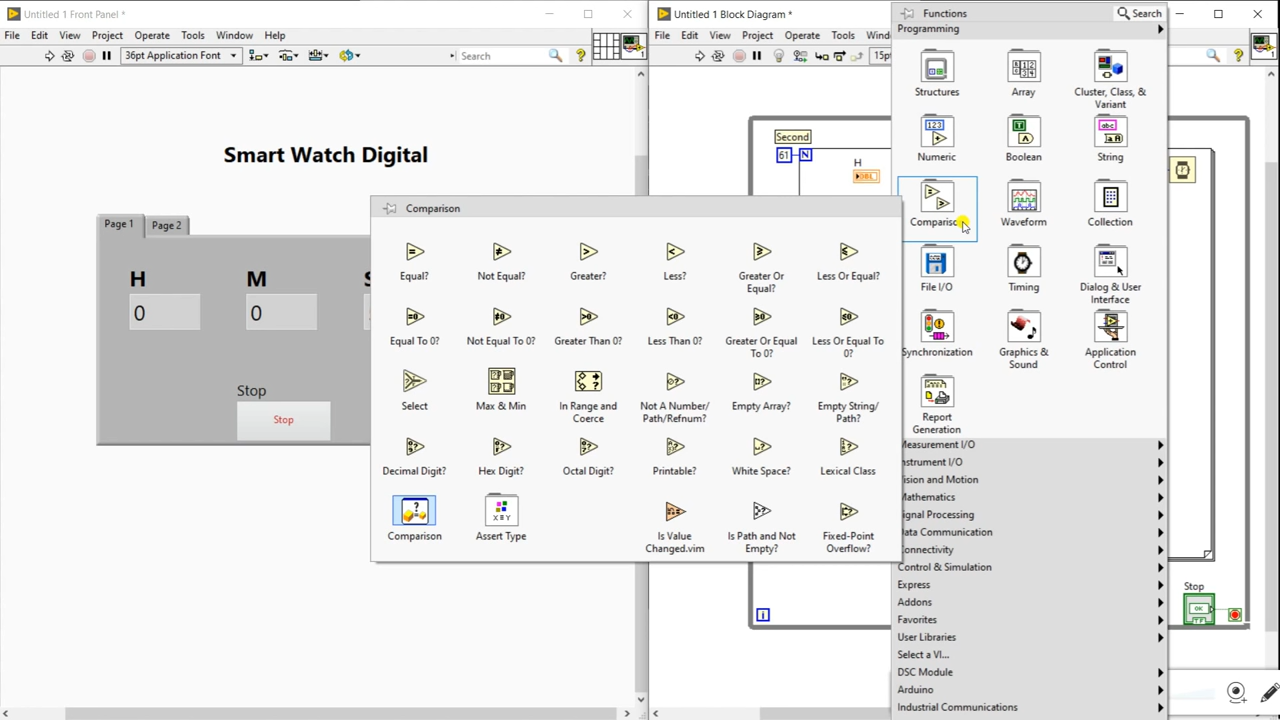 Untitled 1 Front Panel *
File Edit View Project Operate Tools Window Help
36pt Application Font
Search
Smart Watch Digital
Page 1
Page 2
H
M
0
0
Stop
Stop
Comparison
Equal?
Not Equal?
Greater?
Less?
Greater Or
Equal?
Less Or Equal?
Equal To 0?
Not Equal To 0?
Greater Than 0?
Less Than 0?
Greater Or Equal
To 0?
Less Or Equal To
0?
Select
Max & Min
In Range and
Coerce
Not A Number/
Path/Refnum?
Empty Array?
Empty String/
Path?
Decimal Digit?
Hex Digit?
Octal Digit?
Printable?
White Space?
Lexical Class
Comparison
Assert Type
Is Value
Changed.vim
Is Path and Not
Empty?
Fixed-Point
Overflow?
Untitled 1 Block Diagram *
File Edit View Project Operate Tools
Second
61
N
H
i
Stop
OK
TF
Functions
Search
Programming
Structures
Array
Cluster, Class, &
Variant
Numeric
Boolean
String
Waveform
Collection
File I/O
Timing
Dialog & User
Interface
Synchronization
Graphics &
Sound
Application
Control
Report
Generation
Measurement I/O
Instrument I/O
Vision and Motion
Mathematics
Signal Processing
Data Communication
Connectivity
Control & Simulation
Express
Addons
Favorites
User Libraries
Select a VI...
DSC Module
Arduino
Industrial Communications